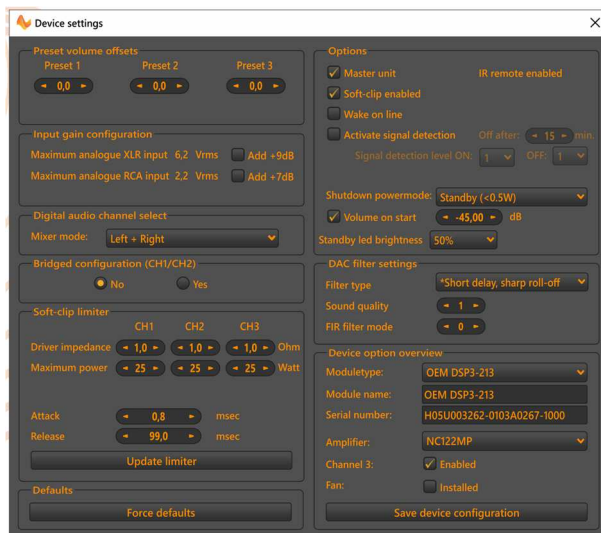 Device settings
Preset volume offsets
Preset 1 Preset 2 Preset 3
0,0 0,0 0,0
Input gain configuration
Maximum analogue XLR input 6,2 Vrms Add +9dB
Maximum analogue RCA input 2,2 Vrms Add +7dB
Digital audio channel select
Mixer mode: Left + Right
Bridged configuration (CH1/CH2)
No Yes
Soft-clip limiter
CH1 CH2 CH3
Driver impedance 1,0 1,0 1,0 Ohm
Maximum power 25 25 25 Watt
Attack 0,8 msec
Release 99,0 msec
Update limiter
Defaults
Force defaults
Options
Master unit IR remote enabled
Soft-clip enabled
Wake on line
Activate signal detection Off after: 15 min.
Signal detection level ON: 1 OFF: 1
Shutdown powermode: Standby (<0.5W)
Volume on start -45,00 dB
Standby led brightness 50%
DAC filter settings
Filter type *Short delay, sharp roll-off
Sound quality 1
FIR filter mode 0
Device option overview
Moduletype: OEM DSP3-213
Module name: OEM DSP3-213
Serial number: H05U003262-0103A0267-1000
Amplifier: NC122MP
Channel 3: Enabled
Fan: Installed
Save device configuration